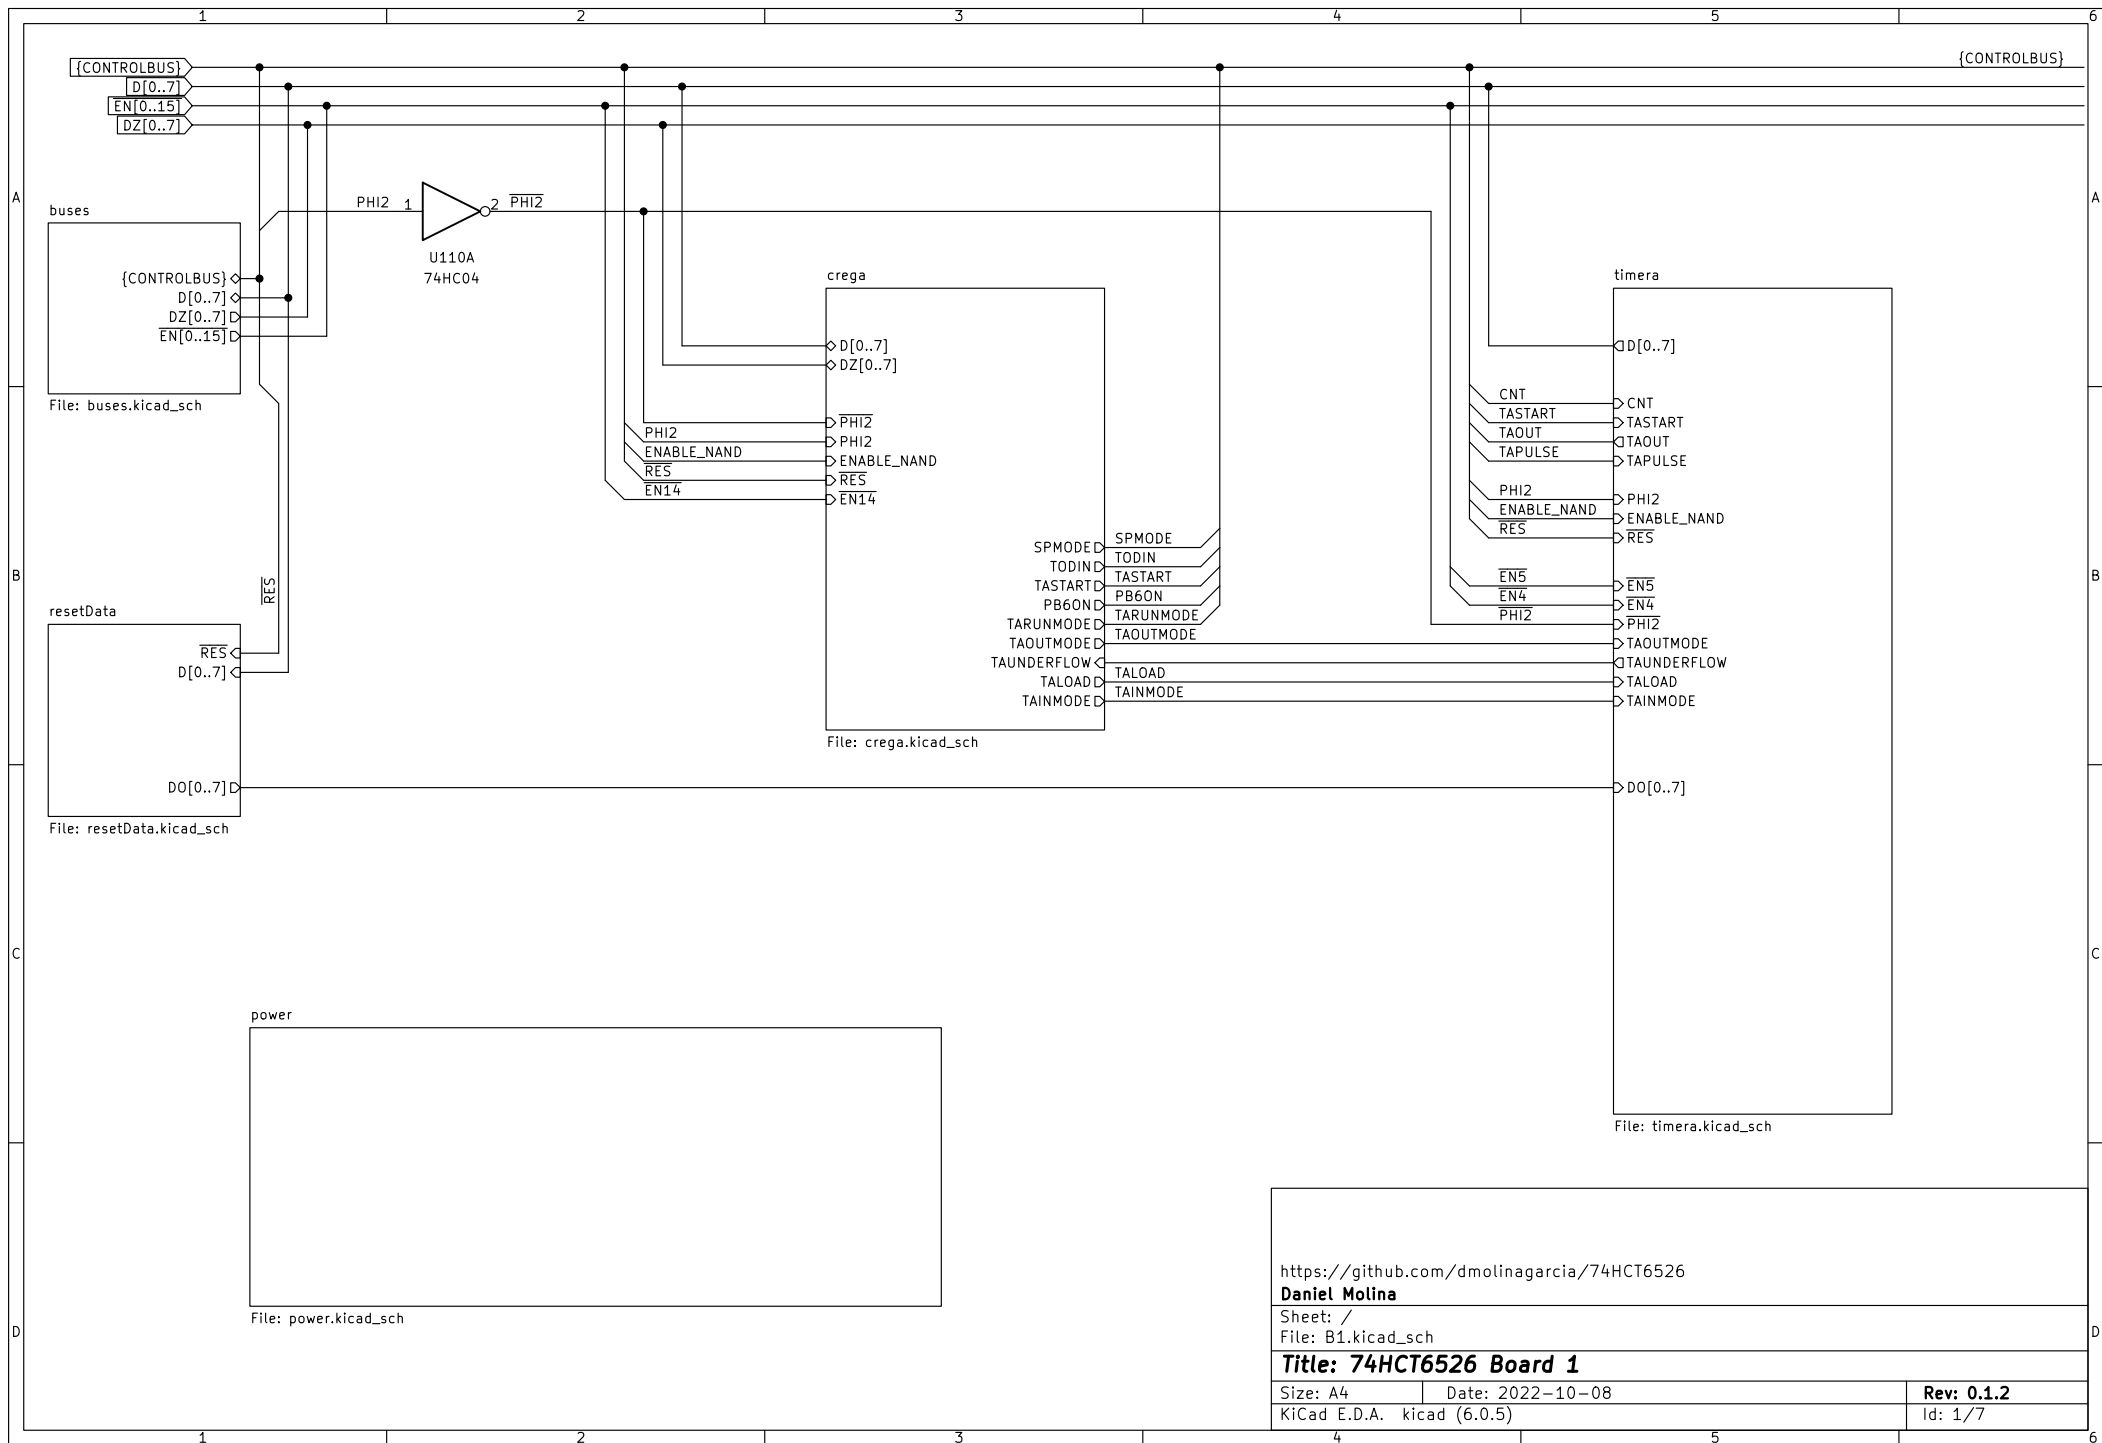 1 2 3 4 5 6
{CONTROLBUS} {CONTROLBUS}
D[0..7]
EN[0..15]
DZ[0..7]
A A
PHI2 1 2 PHI2
U110A
74HC04
buses
{CONTROLBUS}
D[0..7]
DZ[0..7]
EN[0..15]
File: buses.kicad_sch
RES
resetData
RES
D[0..7]
DO[0..7]
File: resetData.kicad_sch
crega
D[0..7]
DZ[0..7]
PHI2
PHI2 PHI2
ENABLE_NAND ENABLE_NAND
RES RES
EN14 EN14
SPMODE SPMODE
TODIN TODIN
TASTART TASTART
PB6ON PB6ON
TARUNMODE TARUNMODE
TAOUTMODE TAOUTMODE
TAUNDERFLOW
TALOAD TALOAD
TAINMODE TAINMODE
File: crega.kicad_sch
timera
D[0..7]
CNT CNT
TASTART TASTART
TAOUT TAOUT
TAPULSE TAPULSE
PHI2 PHI2
ENABLE_NAND ENABLE_NAND
RES RES
EN5 EN5
EN4 EN4
PHI2 PHI2
TAOUTMODE
TAUNDERFLOW
TALOAD
TAINMODE
DO[0..7]
File: timera.kicad_sch
B B
C C
power
File: power.kicad_sch
D D
https://github.com/dmolinagarcia/74HCT6526
Daniel Molina
Sheet: /
File: B1.kicad_sch
Title: 74HCT6526 Board 1
Size: A4 Date: 2022-10-08 Rev: 0.1.2
KiCad E.D.A. kicad (6.0.5) Id: 1/7
1 2 3 4 5 6